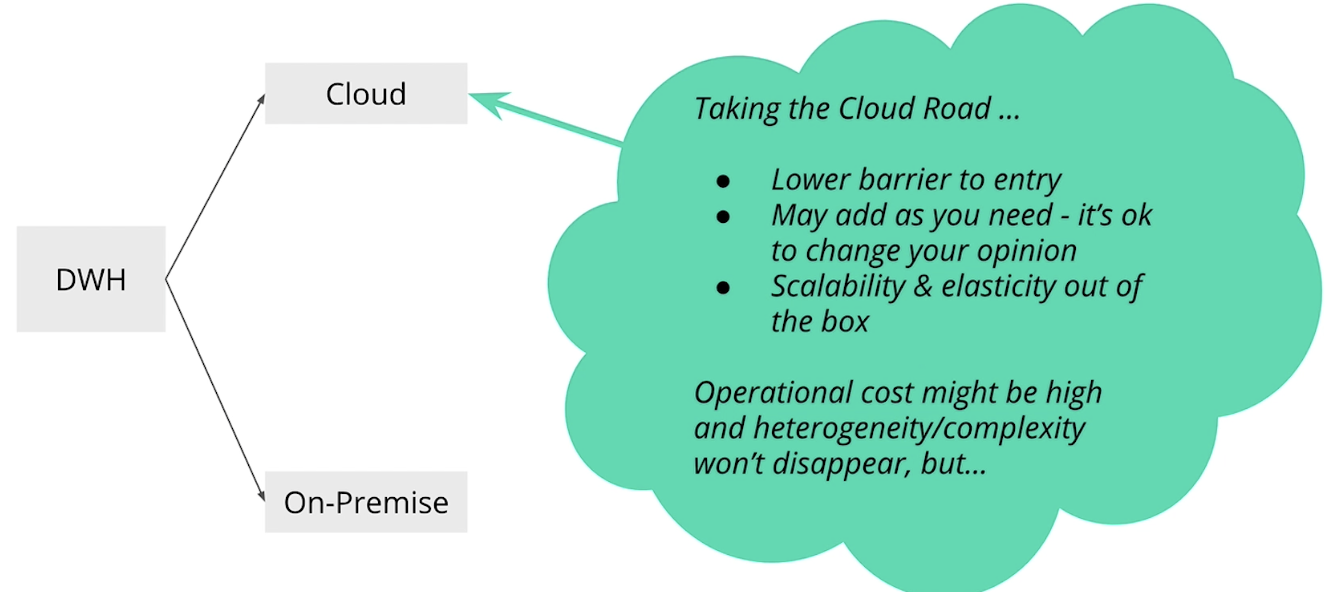 Cloud
DWH
On-Premise
Taking the Cloud Road ...
● Lower barrier to entry
● May add as you need - it’s ok
to change your opinion
● Scalability & elasticity out of
the box
Operational cost might be high
and heterogeneity/complexity
won’t disappear, but...